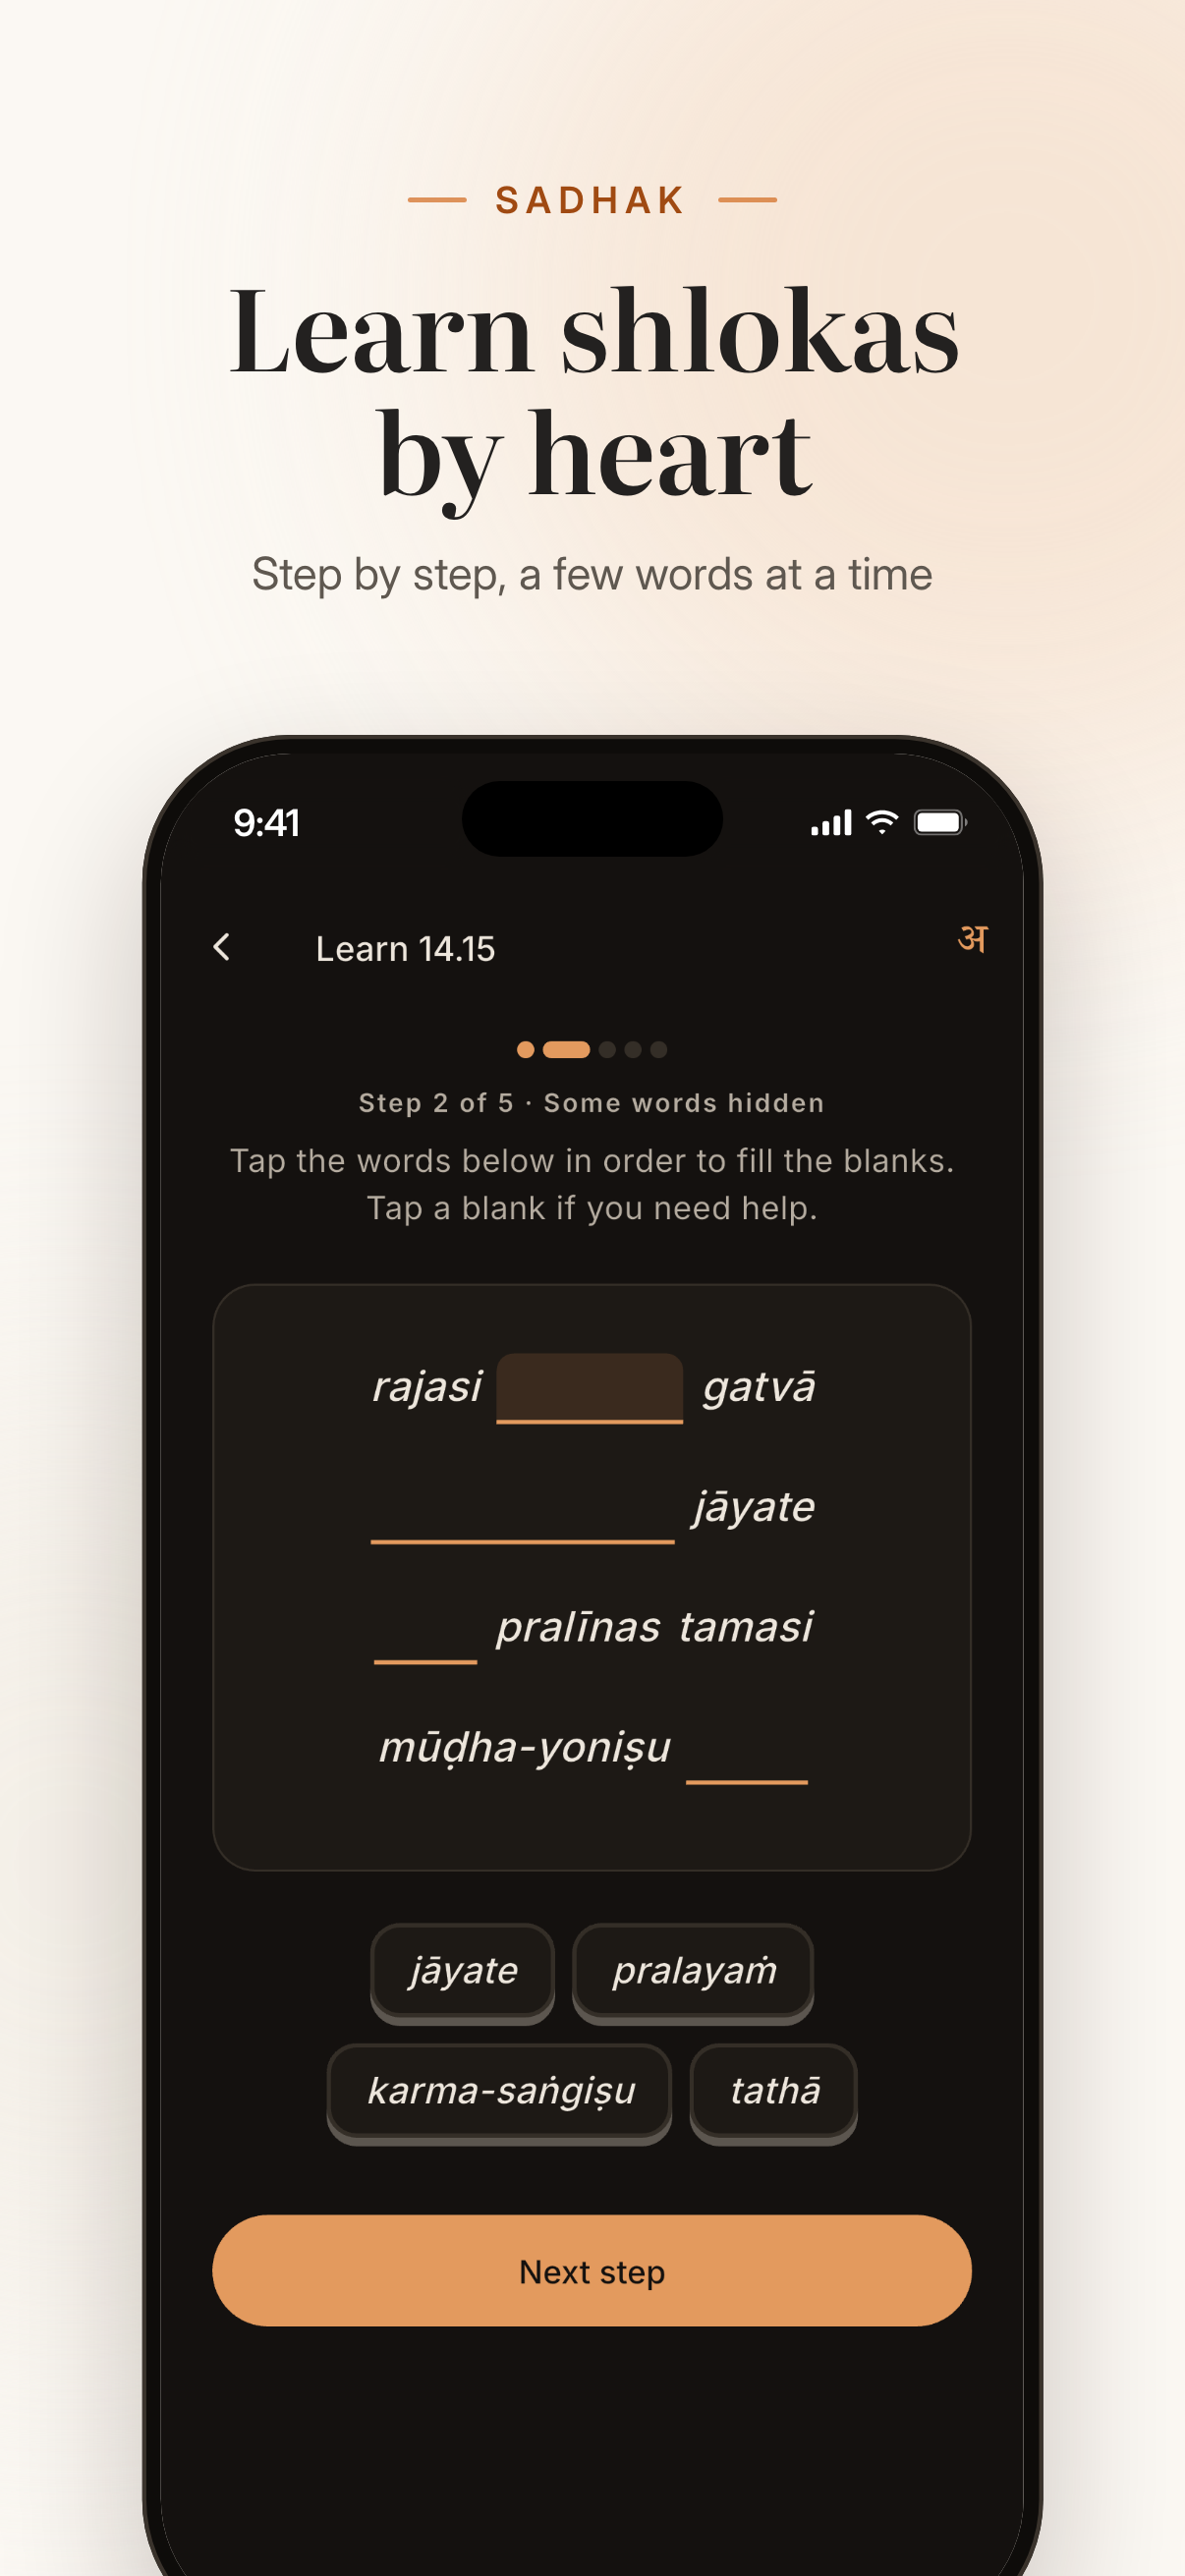 SADHAK
Learn shlokas
by heart
Step by step, a few words at a time
9:41
Learn 14.15
अ
Step 2 of 5 · Some words hidden
Tap the words below in order to fill the blanks.
Tap a blank if you need help.
rajasi gatvā
jāyate
pralīnas tamasi
mūḍha-yoniṣu
jāyate pralayaṁ
karma-saṅgiṣu tathā
Next step